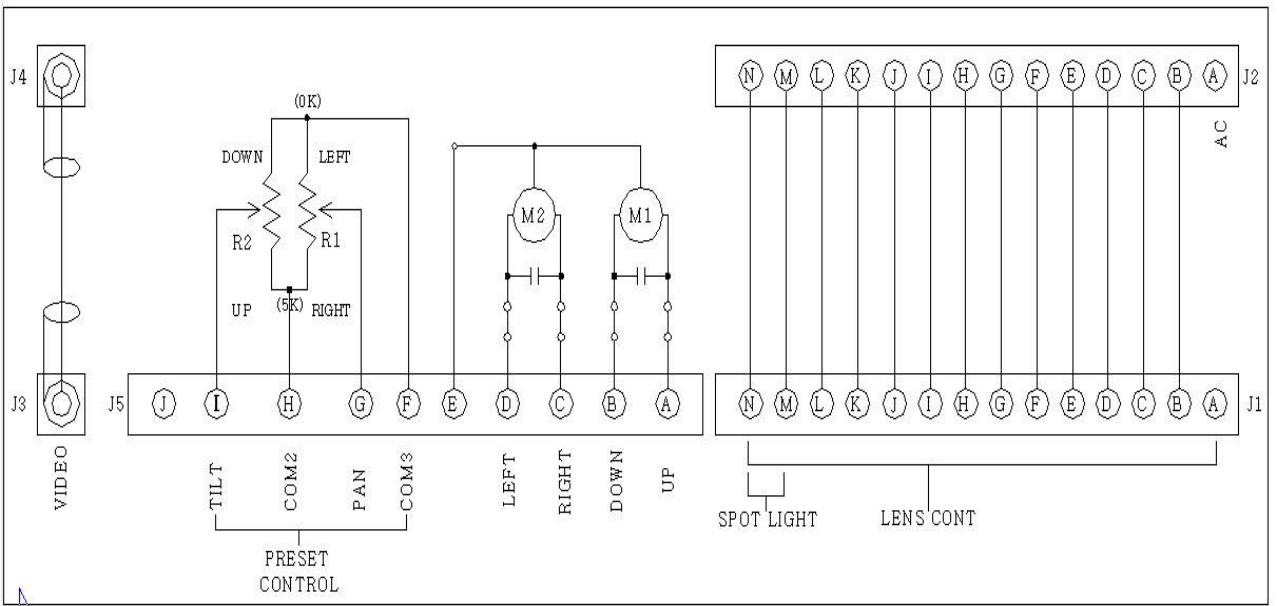 J4
N M L K J I H G F E D C B A
J2
(0K)
AC
DOWN
LEFT
M2
M1
R2
R1
UP
(5K)
RIGHT
J3
J5
J I H G F E D C B A
N M L K J I H G F E D C B A
J1
VIDEO
TILT
COM2
PAN
COM3
LEFT
RIGHT
DOWN
UP
SPOT LIGHT
LENS CONT
PRESET
CONTROL